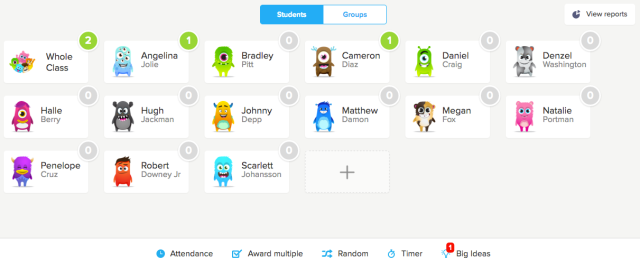 Students
Groups
View reports
Whole
Class
2
Angelina
Jolie
1
Bradley
Pitt
0
Cameron
Diaz
1
Daniel
Craig
0
Denzel
Washington
0
Halle
Berry
0
Hugh
Jackman
0
Johnny
Depp
0
Matthew
Damon
0
Megan
Fox
0
Natalie
Portman
0
Penelope
Cruz
0
Robert
Downey Jr
0
Scarlett
Johansson
0
+
Attendance
Award multiple
Random
Timer
1
Big Ideas